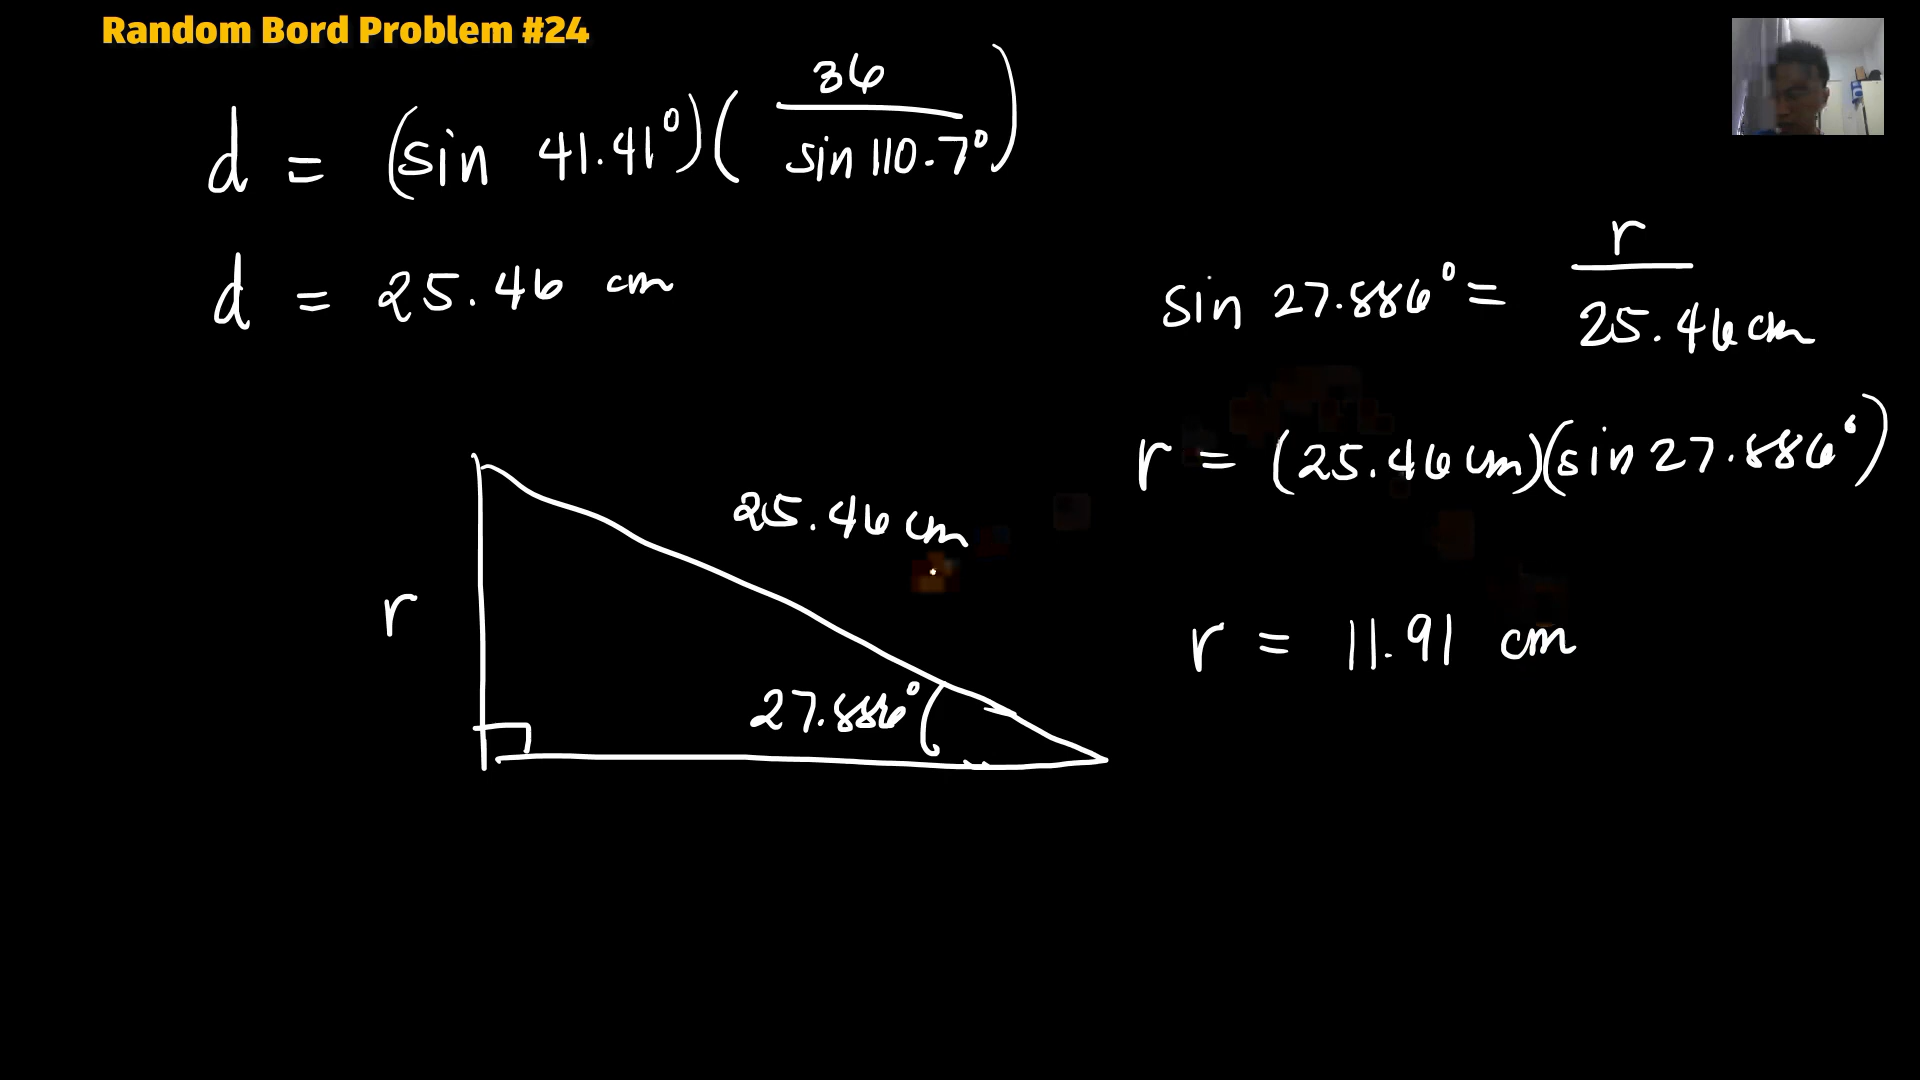 Random Bord Problem #24
d = (sin 41.41°)(36/sin 110.7°)
d = 25.46 cm
sin 27.886° = r/25.46 cm
r = (25.46 cm)(sin 27.886°)
25.46 cm
r
27.886°
r = 11.91 cm